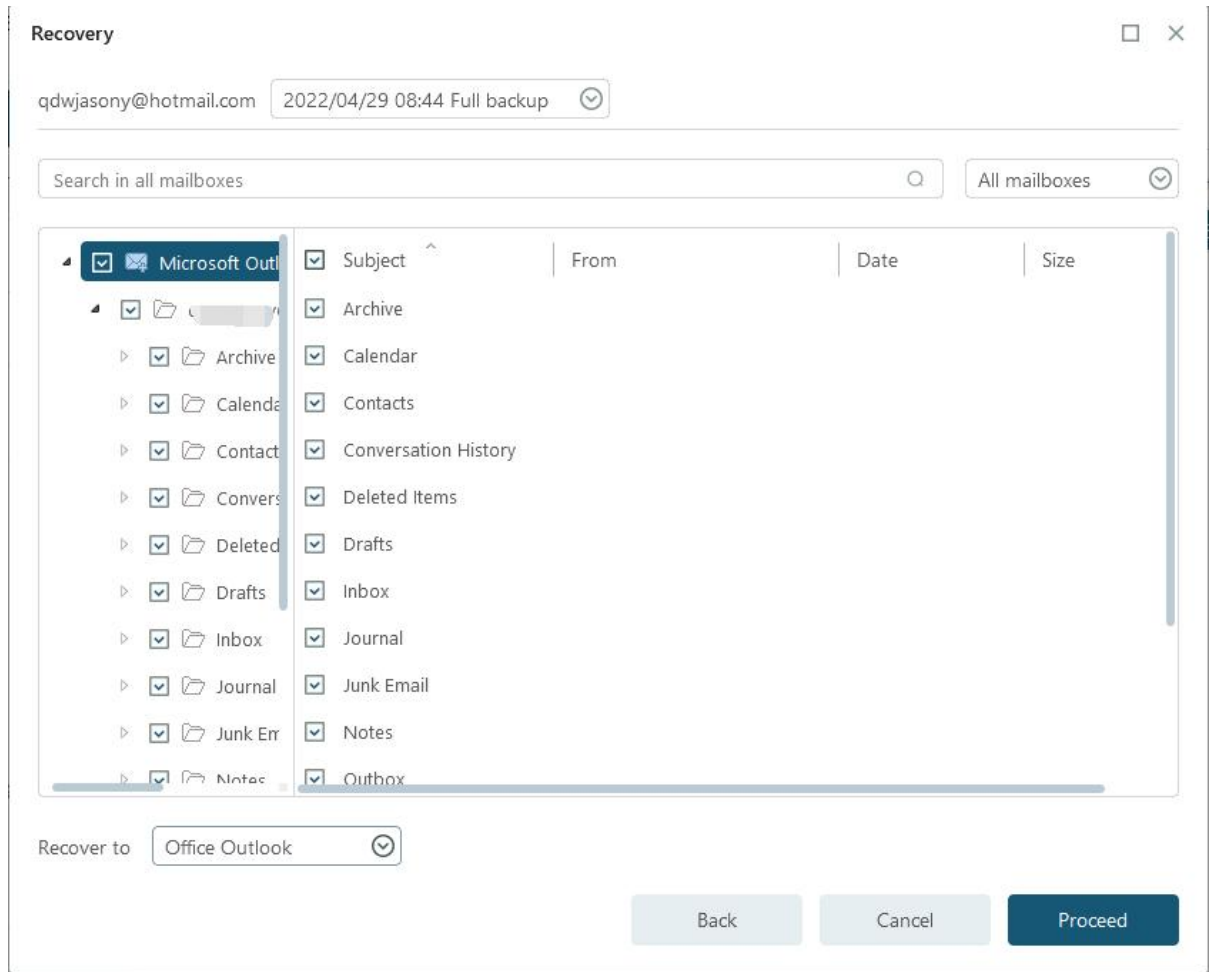 Recovery
qdwjasony@hotmail.com 2022/04/29 08:44 Full backup
Search in all mailboxes All mailboxes
Microsoft Outl Subject From Date Size
Archive
Archive Calendar
Calenda Contacts
Contact Conversation History
Convers Deleted Items
Deleted Drafts
Drafts Inbox
Inbox Journal
Journal Junk Email
Junk Em Notes
Notes Outbox
Recover to Office Outlook
Back Cancel Proceed